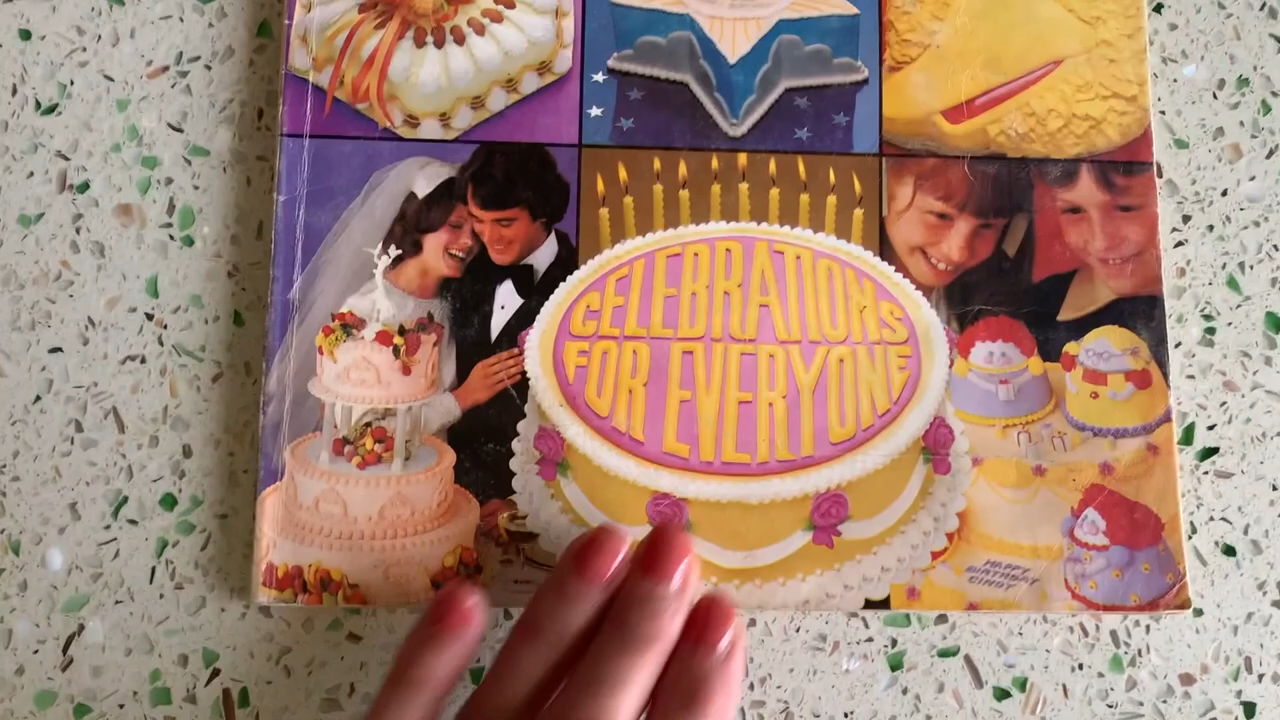 CELEBRATIONS
FOR EVERYONE
HAPPY
BIRTHDAY
CINDY